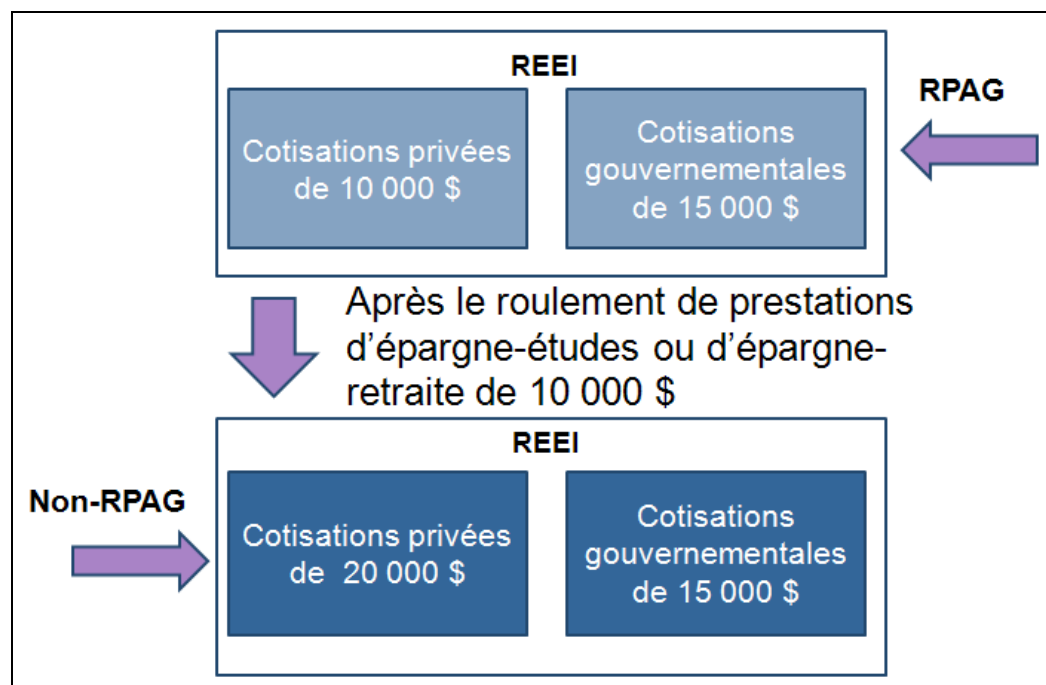 REEI
Cotisations privées
de 10 000 $
Cotisations
gouvernementales
de 15 000 $
RPAG
Après le roulement de prestations
d’épargne-études ou d’épargne-
retraite de 10 000 $
REEI
Non-RPAG
Cotisations privées
de 20 000 $
Cotisations
gouvernementales
de 15 000 $